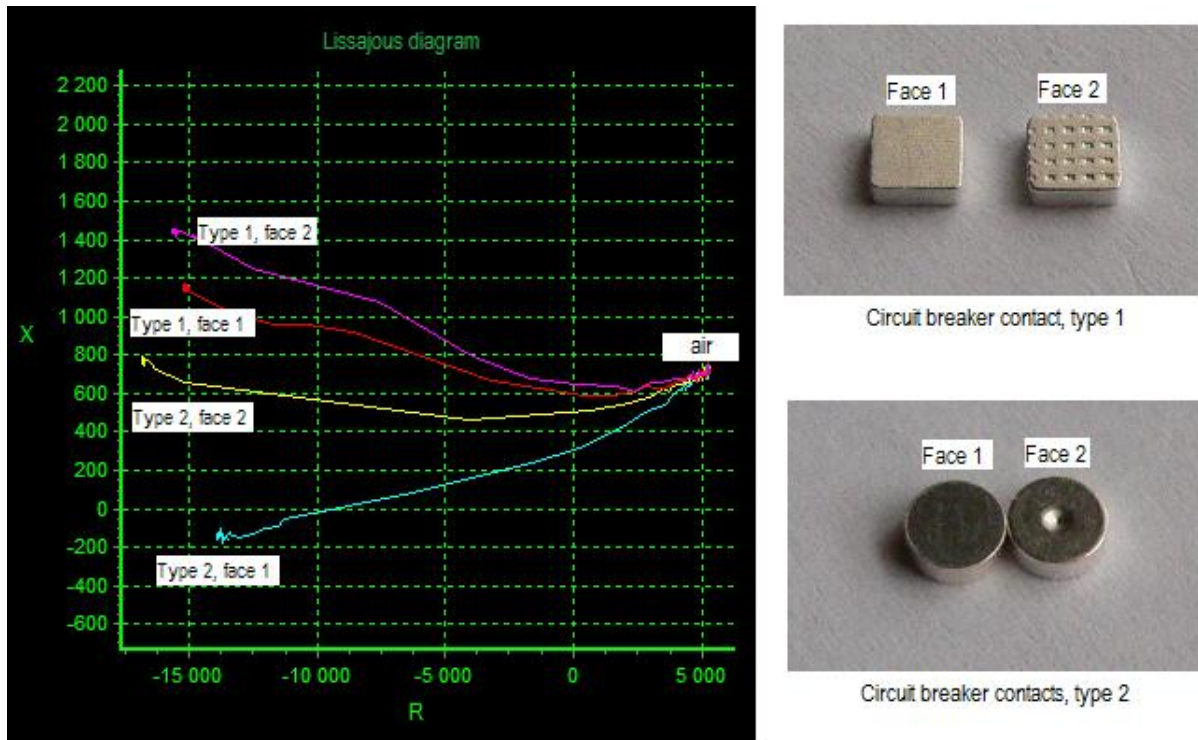 Lissajous diagram
2 200
2 000
1 800
1 600
1 400
1 200
1 000
800
600
400
200
0
-200
-400
-600
X
Type 1, face 2
Type 1, face 1
Type 2, face 2
Type 2, face 1
air
-15 000
-10 000
-5 000
0
5 000
R
Face 1
Face 2
Circuit breaker contact, type 1
Face 1
Face 2
Circuit breaker contacts, type 2